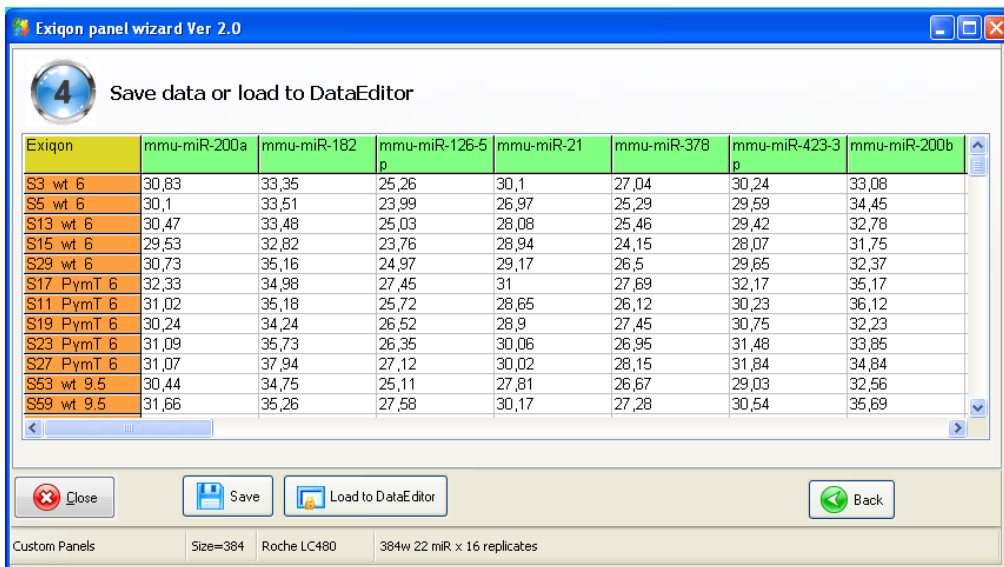 Exiqon panel wizard Ver 2.0
4 Save data or load to DataEditor
Exiqon mmu-miR-200a mmu-miR-182 mmu-miR-126-5p mmu-miR-21 mmu-miR-378 mmu-miR-423-3p mmu-miR-200b
S3 wt 6 30,83 33,35 25,26 30,1 27,04 30,24 33,08
S5 wt 6 30,1 33,51 23,99 26,97 25,29 29,59 34,45
S13 wt 6 30,47 33,48 25,03 28,08 25,46 29,42 32,78
S15 wt 6 29,53 32,82 23,76 28,94 24,15 28,07 31,75
S29 wt 6 30,73 35,16 24,97 29,17 26,5 29,65 32,37
S17 PymT 6 32,33 34,98 27,45 31 27,69 32,17 35,17
S11 PymT 6 31,02 35,18 25,72 28,65 26,12 30,23 36,12
S19 PymT 6 30,24 34,24 26,52 28,9 27,45 30,75 32,23
S23 PymT 6 31,09 35,73 26,35 30,06 26,95 31,48 33,85
S27 PymT 6 31,07 37,94 27,12 30,02 28,15 31,84 34,84
S53 wt 9.5 30,44 34,75 25,11 27,81 26,67 29,03 32,56
S59 wt 9.5 31,66 35,26 27,58 30,17 27,28 30,54 35,69
Close Save Load to DataEditor Back
Custom Panels Size=384 Roche LC480 384w 22 miR x 16 replicates